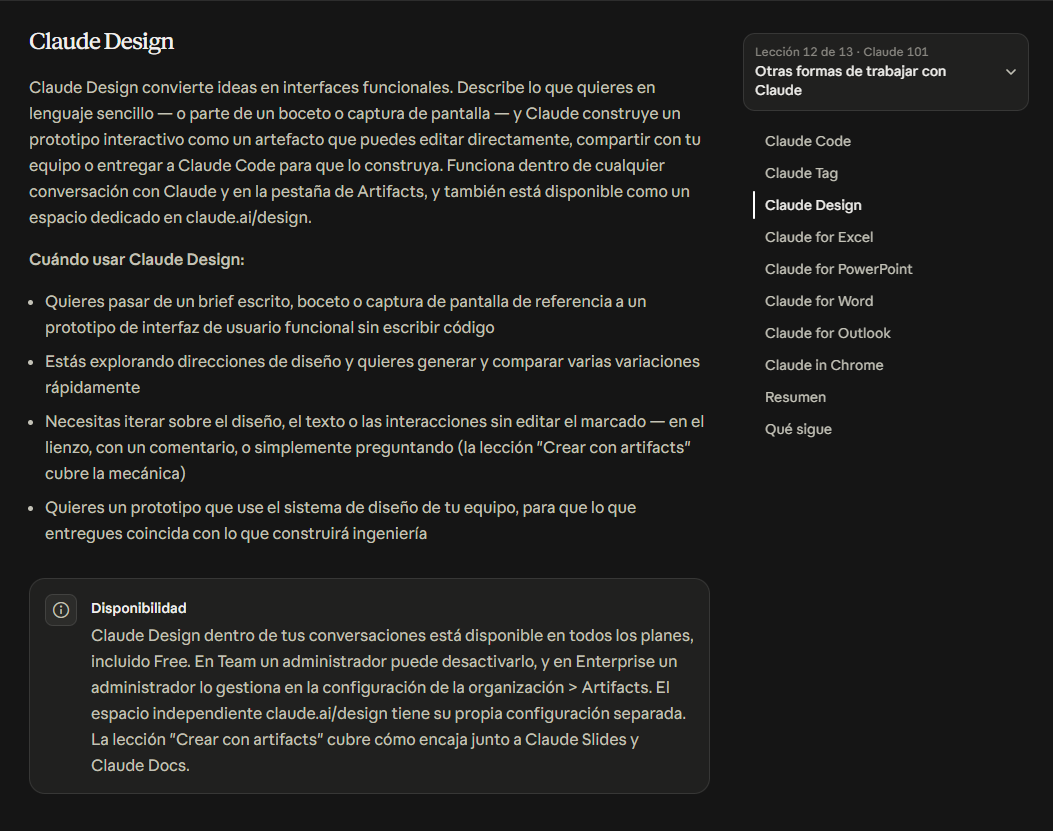 Claude Design
Claude Design convierte ideas en interfaces funcionales. Describe lo que quieres en
lenguaje sencillo — o parte de un boceto o captura de pantalla — y Claude construye un
prototipo interactivo como un artefacto que puedes editar directamente, compartir con tu
equipo o entregar a Claude Code para que lo construya. Funciona dentro de cualquier
conversación con Claude y en la pestaña de Artifacts, y también está disponible como un
espacio dedicado en claude.ai/design.
Cuándo usar Claude Design:
• Quieres pasar de un brief escrito, boceto o captura de pantalla de referencia a un
prototipo de interfaz de usuario funcional sin escribir código
• Estás explorando direcciones de diseño y quieres generar y comparar varias variaciones
rápidamente
• Necesitas iterar sobre el diseño, el texto o las interacciones sin editar el marcado — en el
lienzo, con un comentario, o simplemente preguntando (la lección "Crear con artifacts"
cubre la mecánica)
• Quieres un prototipo que use el sistema de diseño de tu equipo, para que lo que
entregues coincida con lo que construirá ingeniería
Disponibilidad
Claude Design dentro de tus conversaciones está disponible en todos los planes,
incluido Free. En Team un administrador puede desactivarlo, y en Enterprise un
administrador lo gestiona en la configuración de la organización > Artifacts. El
espacio independiente claude.ai/design tiene su propia configuración separada.
La lección "Crear con artifacts" cubre cómo encaja junto a Claude Slides y
Claude Docs.
Lección 12 de 13 · Claude 101
Otras formas de trabajar con
Claude
Claude Code
Claude Tag
Claude Design
Claude for Excel
Claude for PowerPoint
Claude for Word
Claude for Outlook
Claude in Chrome
Resumen
Qué sigue